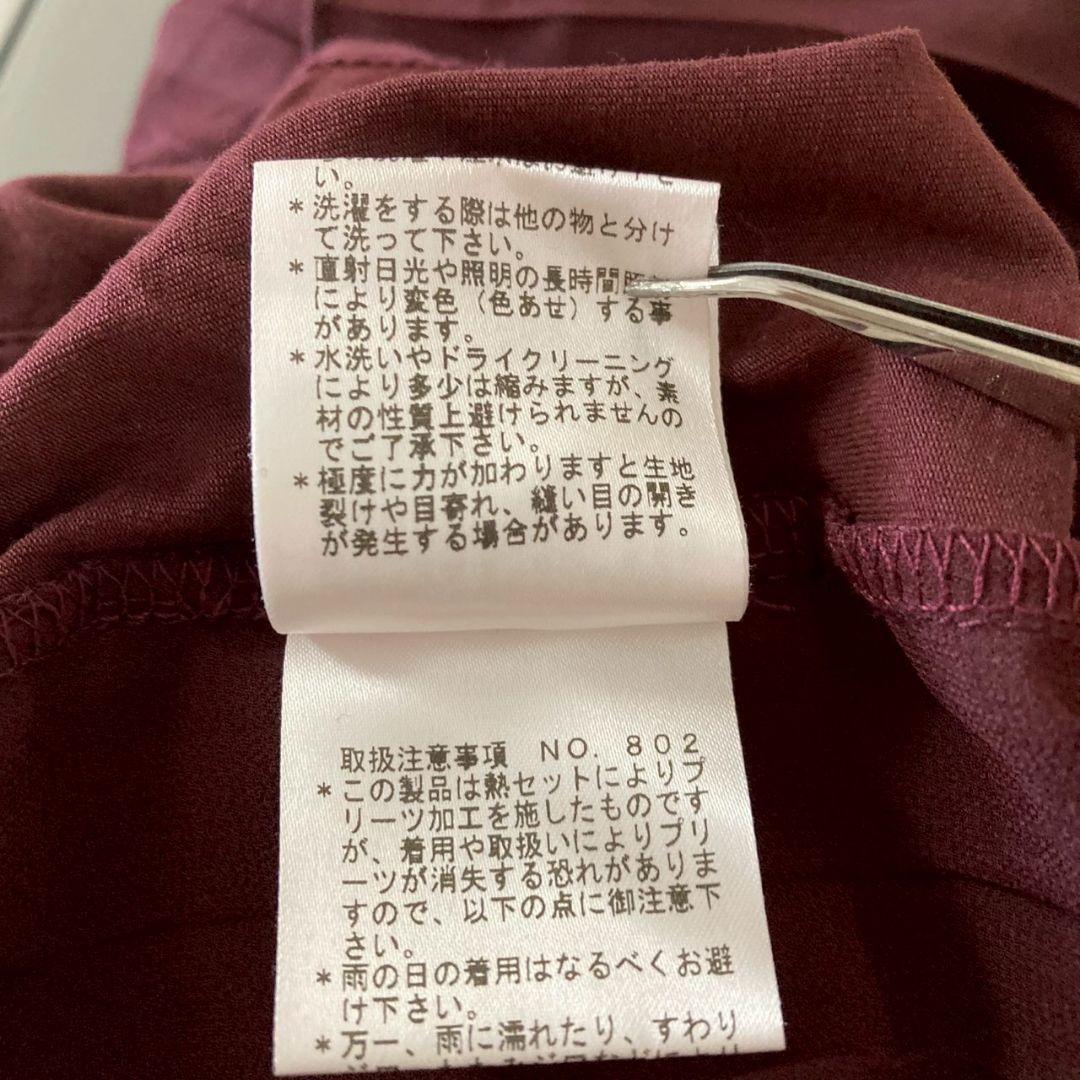 い。
*洗濯をする際は他の物と分け
て洗って下さい。
*直射日光や照明の長時間
により変色（色あせ）する事
があります。
*水洗いやドライクリーニング
により多少は縮みますが、素
材の性質上避けられませんの
でご了承下さい。
*極度に力が加わりますと生地
裂けや目寄れ、縫い目の開き
が発生する場合があります。
取扱注意事項 NO. 802
*この製品は熱セットによりプ
リーツ加工を施したものです
が、着用や取扱いによりプリ
ーツが消失する恐れがありま
すので、以下の点に御注意下
さい。
*雨の日の着用はなるべくお避
け下さい。
*万一、雨に濡れたり、すわり